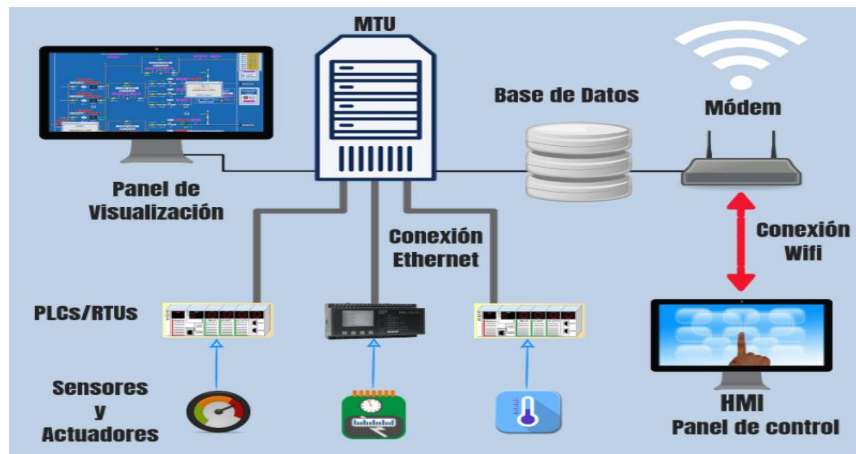 MTU
Base de Datos
Módem
Panel de
Visualización
Conexión
Ethernet
Conexión
Wifi
PLCs/RTUs
Sensores
y
Actuadores
HMI
Panel de control